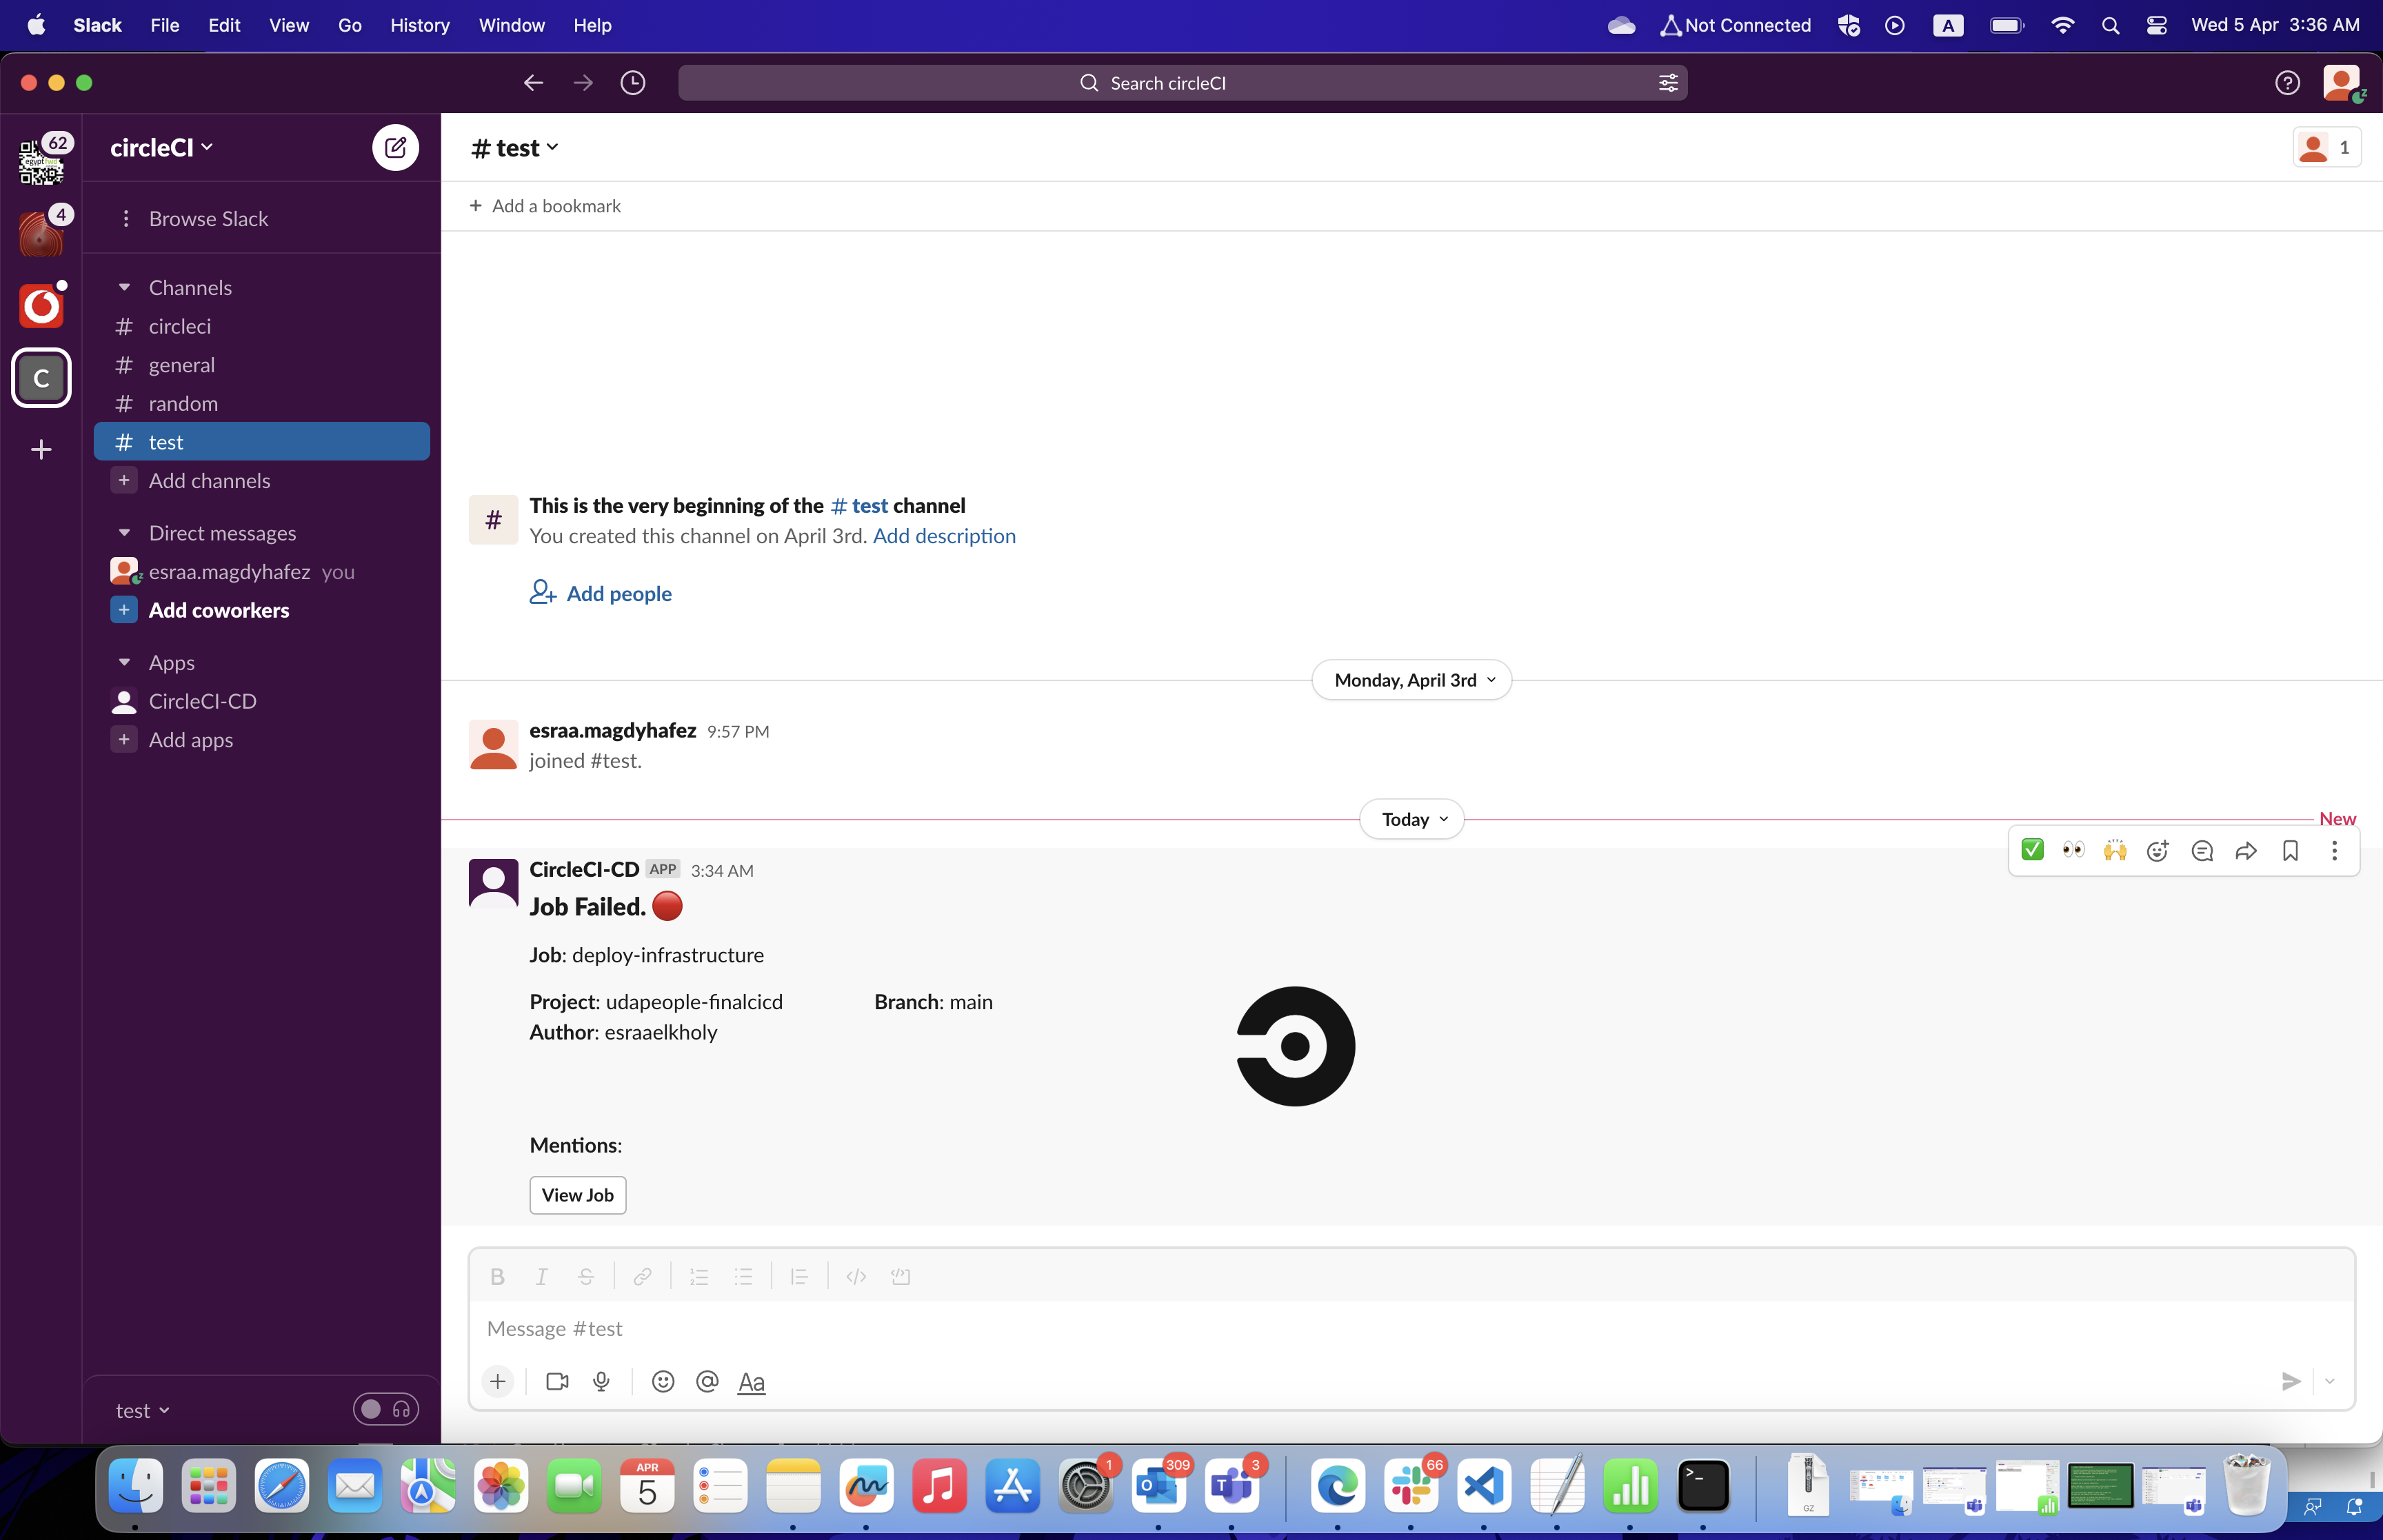 Slack File Edit View Go History Window Help
Not Connected A Wed 5 Apr 3:36 AM
Search circleCI
62
egyptfwd
4
C
circleCI
Browse Slack
Channels
# circleci
# general
# random
# test
+ Add channels
Direct messages
esraa.magdyhafez you
+ Add coworkers
Apps
CircleCI-CD
+ Add apps
test
# test
1
+ Add a bookmark
#
This is the very beginning of the # test channel
You created this channel on April 3rd. Add description
Add people
Monday, April 3rd
esraa.magdyhafez 9:57 PM
joined #test.
Today
New
CircleCI-CD APP 3:34 AM
Job Failed.
Job: deploy-infrastructure
Project: udapeople-finalcicd Branch: main
Author: esraaelkholy
Mentions:
View Job
B I S
Message #test
+ @ Aa
APR
5
1
309
3
66
GZ